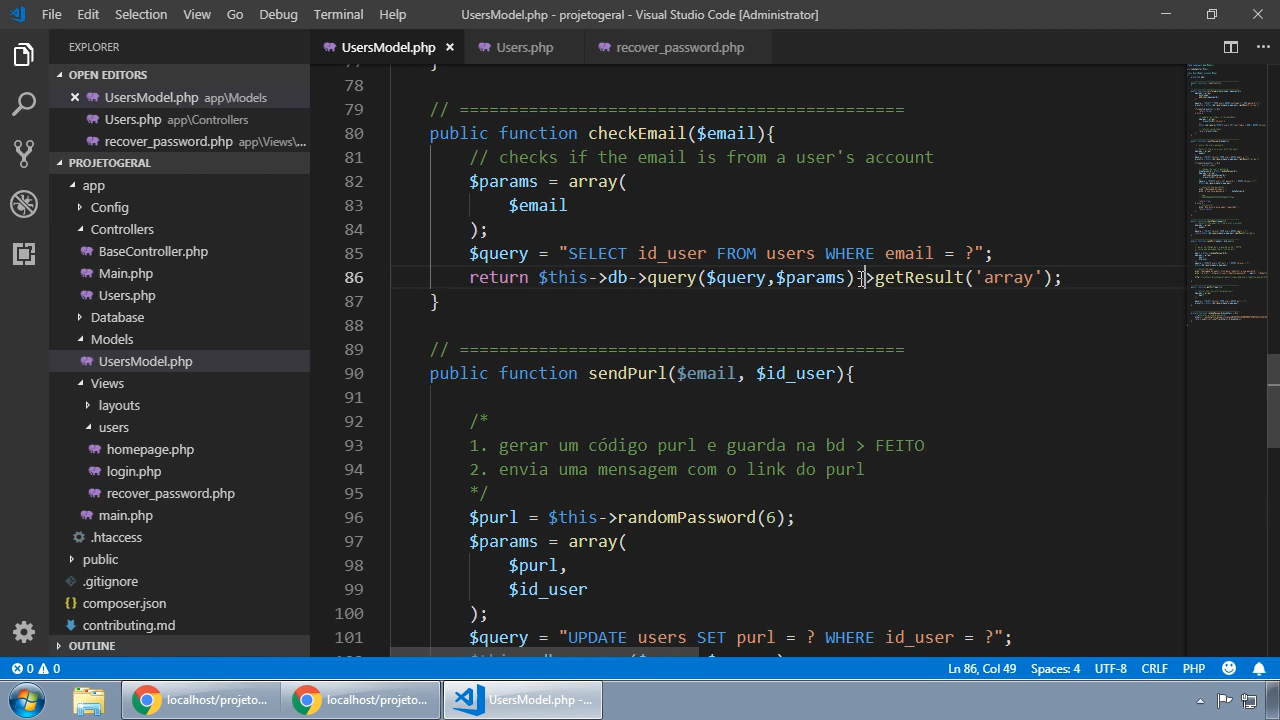 File Edit Selection View Go Debug Terminal Help UsersModel.php - projetogeral - Visual Studio Code [Administrator]
EXPLORER
UsersModel.php × Users.php recover_password.php
OPEN EDITORS
× UsersModel.php app\Models
Users.php app\Controllers
recover_password.php app\Views\...
PROJETOGERAL
app
Config
Controllers
BaseController.php
Main.php
Users.php
Database
Models
UsersModel.php
Views
layouts
users
homepage.php
login.php
recover_password.php
main.php
.htaccess
public
.gitignore
composer.json
contributing.md
OUTLINE
78
79 // =============================================
80 public function checkEmail($email){
81 // checks if the email is from a user's account
82 $params = array(
83 $email
84 );
85 $query = "SELECT id_user FROM users WHERE email = ?";
86 return $this->db->query($query,$params)->getResult('array');
87 }
88
89 // =============================================
90 public function sendPurl($email, $id_user){
91
92 /*
93 1. gerar um código purl e guarda na bd > FEITO
94 2. envia uma mensagem com o link do purl
95 */
96 $purl = $this->randomPassword(6);
97 $params = array(
98 $purl,
99 $id_user
100 );
101 $query = "UPDATE users SET purl = ? WHERE id_user = ?";
0 0 Ln 86, Col 49 Spaces: 4 UTF-8 CRLF PHP
localhost/projeto... localhost/projeto... UsersModel.php -...